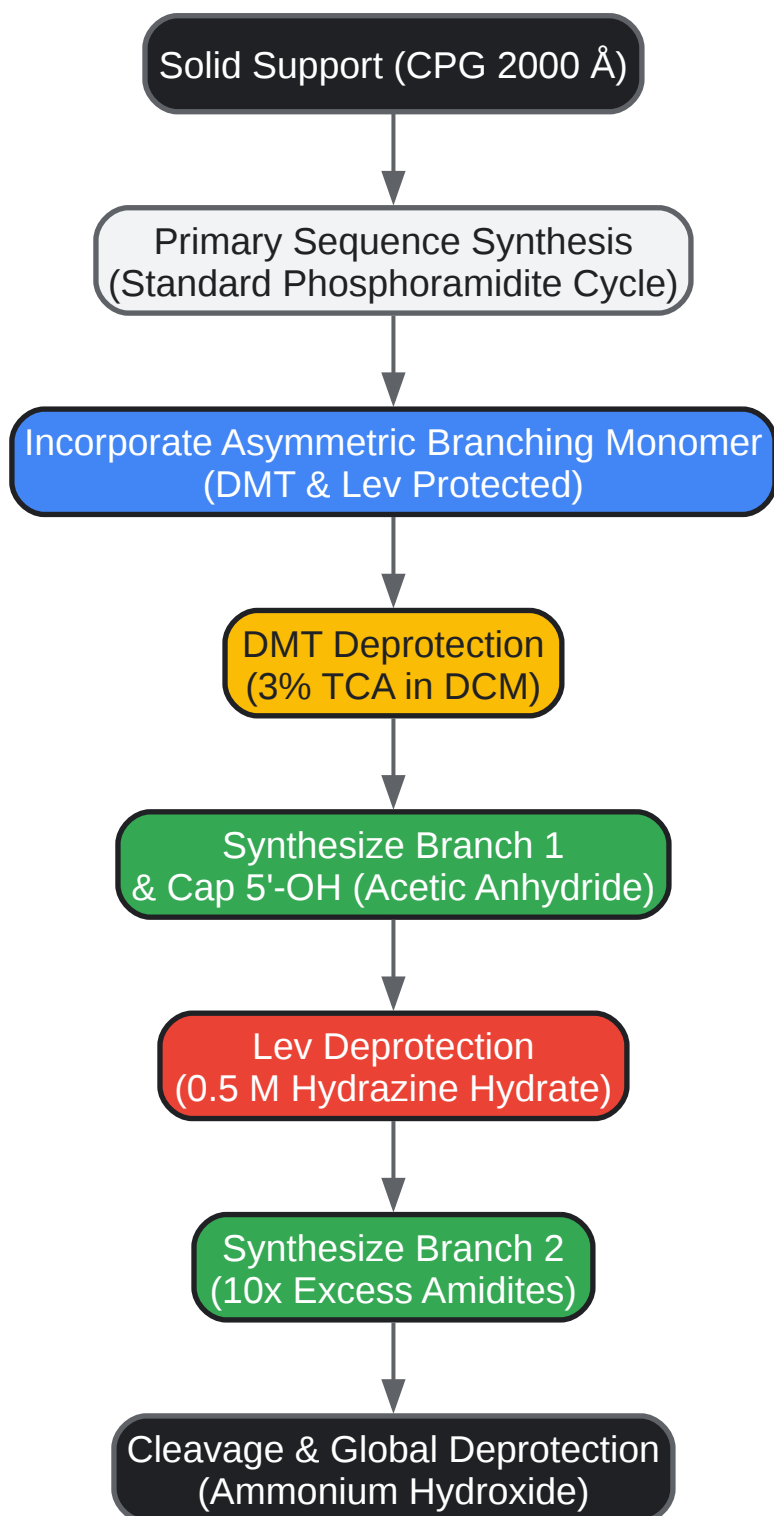 Solid Support (CPG 2000 Å)
Primary Sequence Synthesis
(Standard Phosphoramidite Cycle)
Incorporate Asymmetric Branching Monomer
(DMT & Lev Protected)
DMT Deprotection
(3% TCA in DCM)
Synthesize Branch 1
& Cap 5'-OH (Acetic Anhydride)
Lev Deprotection
(0.5 M Hydrazine Hydrate)
Synthesize Branch 2
(10x Excess Amidites)
Cleavage & Global Deprotection
(Ammonium Hydroxide)